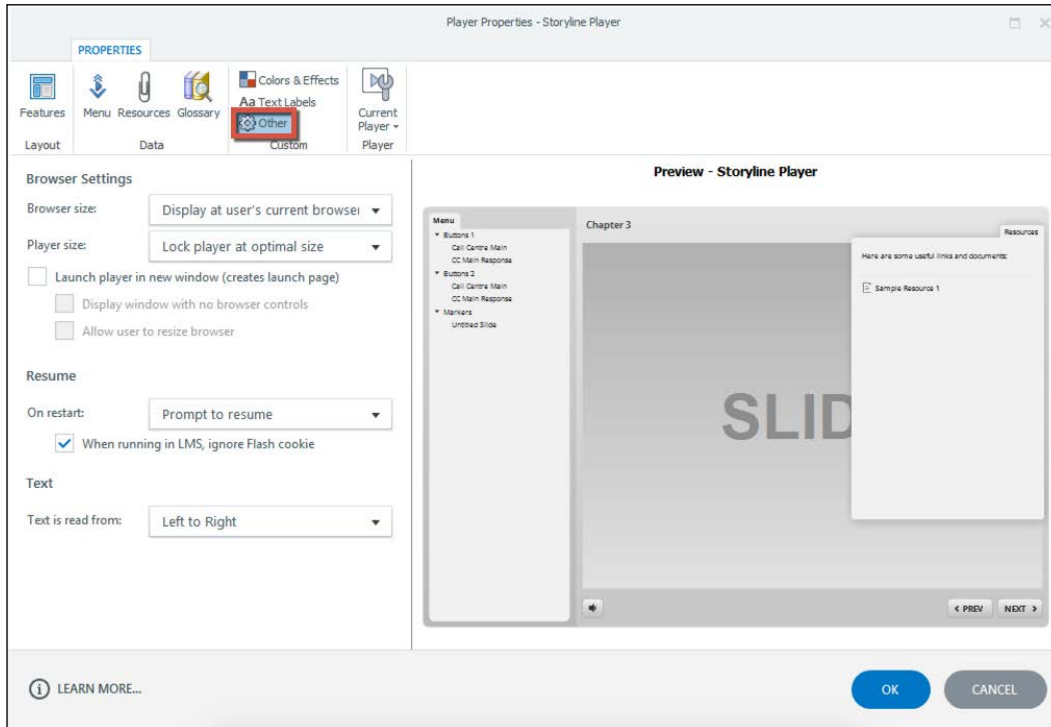 Player Properties - Storyline Player
PROPERTIES
Features
Menu
Resources
Glossary
Colors & Effects
Aa Text Labels
Other
Current
Player
Layout
Data
Custom
Player
Browser Settings
Browser size:
Display at user's current browser
Player size:
Lock player at optimal size
Launch player in new window (creates launch page)
Display window with no browser controls
Allow user to resize browser
Resume
On restart:
Prompt to resume
When running in LMS, ignore Flash cookie
Text
Text is read from:
Left to Right
Preview - Storyline Player
Menu
Buttons 1
Call Centre Main
CC Main Response
Buttons 2
Call Centre Main
CC Main Response
Markers
Untitled Slide
Chapter 3
Resources
Here are some useful links and documents:
Sample Resource 1
SLID
< PREV
NEXT >
LEARN MORE...
OK
CANCEL